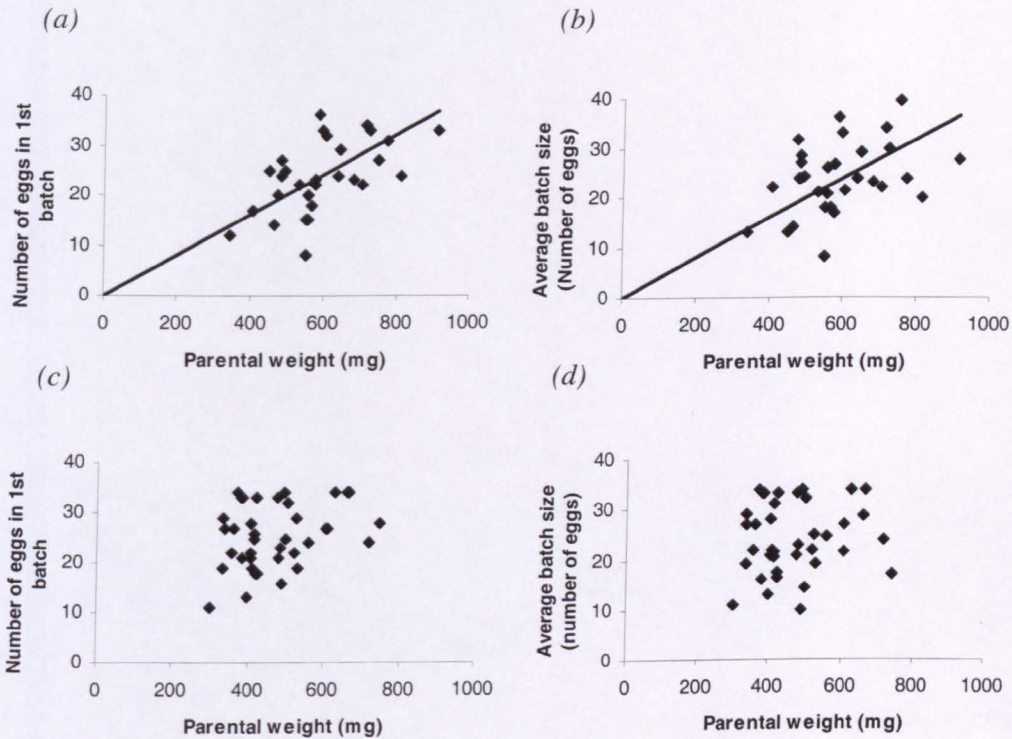 (a)
Number of eggs in 1st
batch
40
30
20
10
0
0 200 400 600 800 1000
Parental weight (mg)
(b)
Average batch size
(Number of eggs)
40
30
20
10
0
0 200 400 600 800 1000
Parental weight (mg)
(c)
Number of eggs in 1st
batch
40
30
20
10
0
0 200 400 600 800 1000
Parental weight (mg)
(d)
Average batch size
(number of eggs)
40
30
20
10
0
0 200 400 600 800 1000
Parental weight (mg)